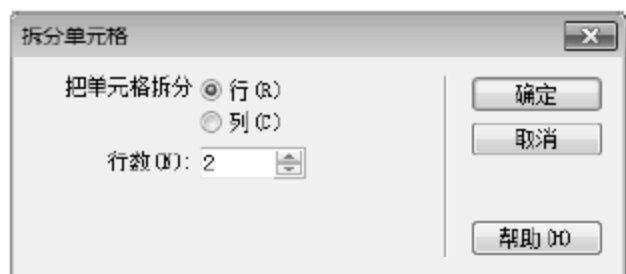 拆分单元格
把单元格拆分 行(R)
列(C)
行数(N): 2
确定
取消
帮助(H)